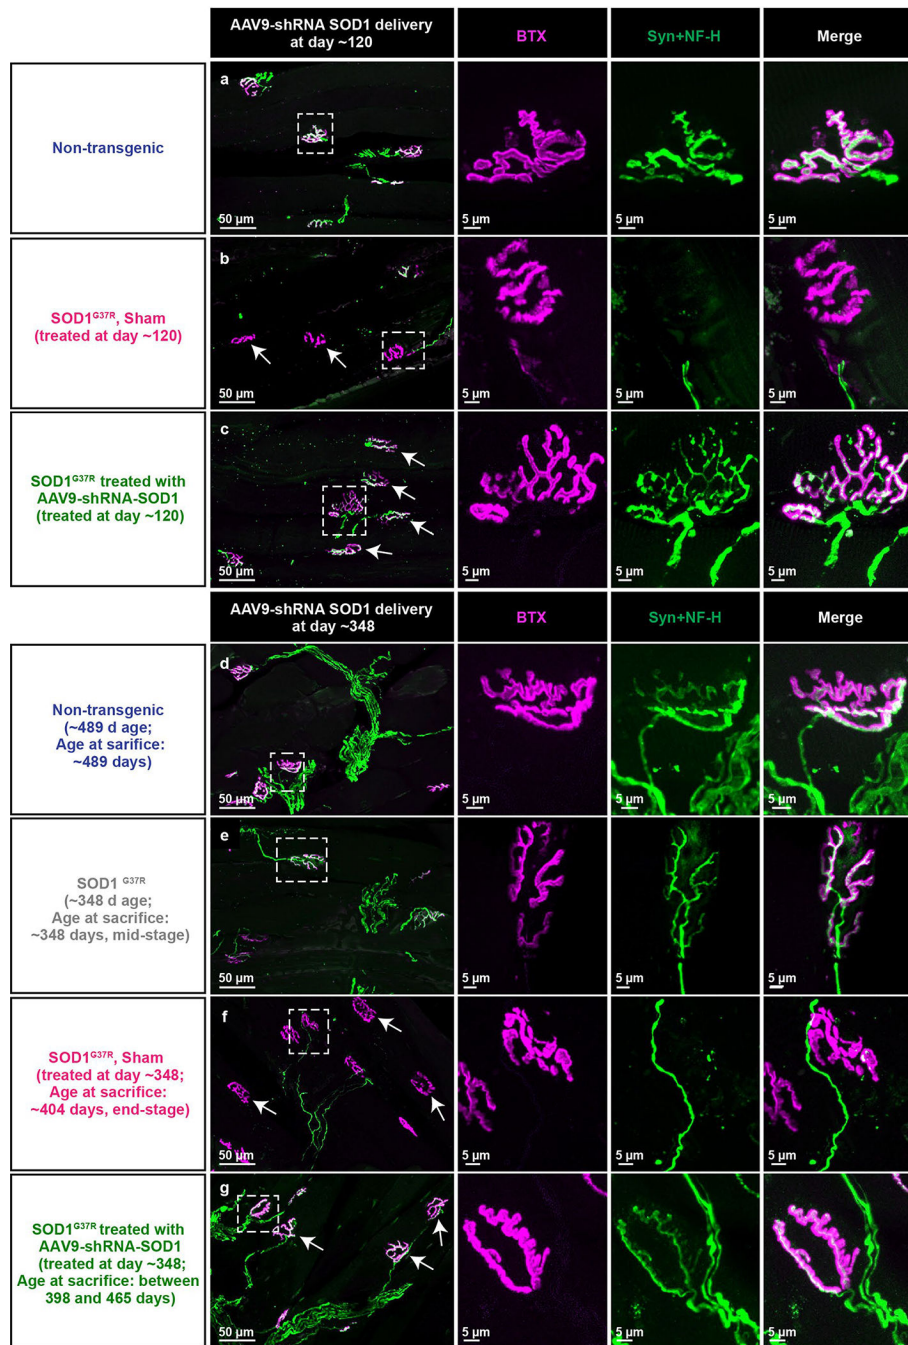 AAV9-shRNA SOD1 delivery
at day ~120
BTX
Syn+NF-H
Merge
Non-transgenic
a
50 µm
5 µm
5 µm
5 µm
SOD1G37R, Sham
(treated at day ~120)
b
50 µm
5 µm
5 µm
5 µm
SOD1G37R treated with
AAV9-shRNA-SOD1
(treated at day ~120)
c
50 µm
5 µm
5 µm
5 µm
AAV9-shRNA SOD1 delivery
at day ~348
BTX
Syn+NF-H
Merge
Non-transgenic
(~489 d age;
Age at sarifice:
~489 days)
d
50 µm
5 µm
5 µm
5 µm
SOD1 G37R
(~348 d age;
Age at sacrifice:
~348 days, mid-stage)
e
50 µm
5 µm
5 µm
5 µm
SOD1G37R, Sham
(treated at day ~348;
Age at sacrifice:
~404 days, end-stage)
f
50 µm
5 µm
5 µm
5 µm
SOD1G37R treated with
AAV9-shRNA-SOD1
(treated at day ~348;
Age at sacrifice: between
398 and 465 days)
g
50 µm
5 µm
5 µm
5 µm